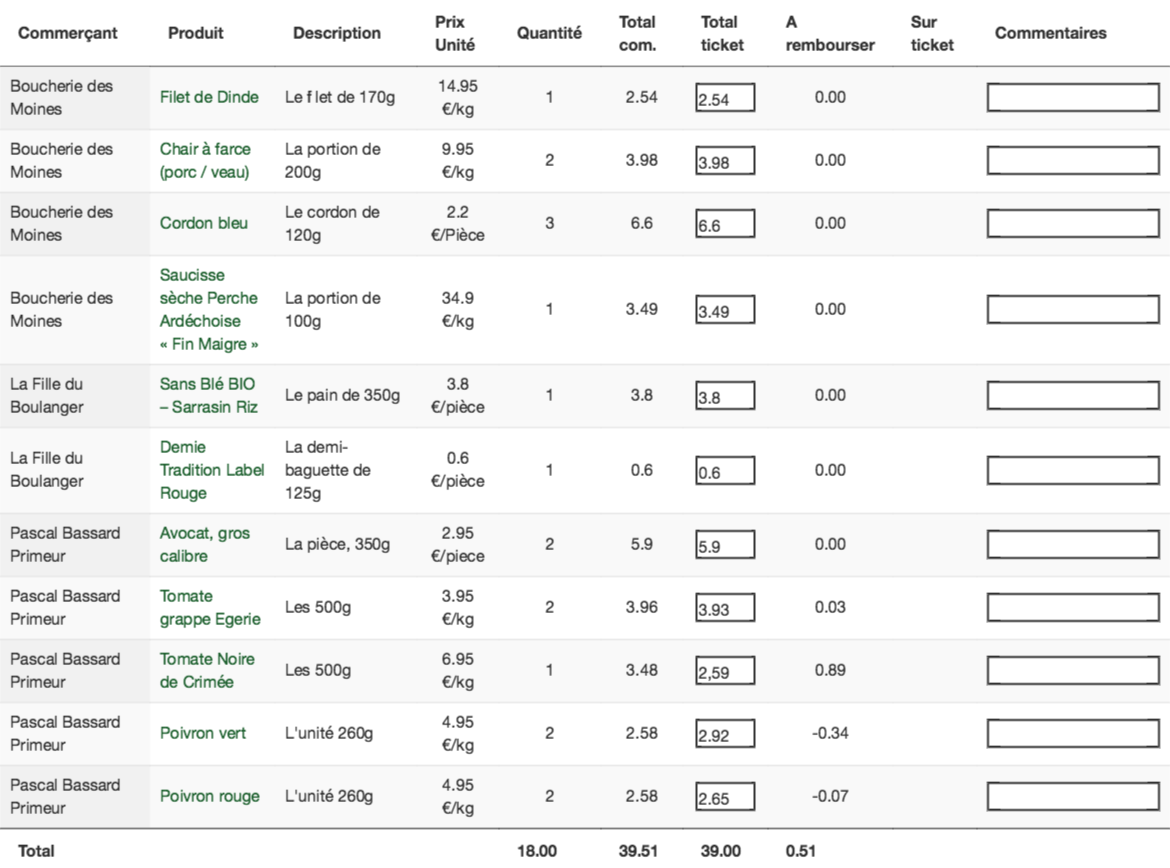 Commerçant Produit Description Prix Unité Quantité Total com. Total ticket A rembourser Sur ticket Commentaires
Boucherie des Moines Filet de Dinde Le f let de 170g 14.95 €/kg 1 2.54 2.54 0.00
Boucherie des Moines Chair à farce (porc / veau) La portion de 200g 9.95 €/kg 2 3.98 3.98 0.00
Boucherie des Moines Cordon bleu Le cordon de 120g 2.2 €/Pièce 3 6.6 6.6 0.00
Boucherie des Moines Saucisse sèche Perche Ardéchoise « Fin Maigre » La portion de 100g 34.9 €/kg 1 3.49 3.49 0.00
La Fille du Boulanger Sans Blé BIO – Sarrasin Riz Le pain de 350g 3.8 €/pièce 1 3.8 3.8 0.00
La Fille du Boulanger Demie Tradition Label Rouge La demi-baguette de 125g 0.6 €/pièce 1 0.6 0.6 0.00
Pascal Bassard Primeur Avocat, gros calibre La pièce, 350g 2.95 €/piece 2 5.9 5.9 0.00
Pascal Bassard Primeur Tomate grappe Egerie Les 500g 3.95 €/kg 2 3.96 3.93 0.03
Pascal Bassard Primeur Tomate Noire de Crimée Les 500g 6.95 €/kg 1 3.48 2,59 0.89
Pascal Bassard Primeur Poivron vert L'unité 260g 4.95 €/kg 2 2.58 2.92 -0.34
Pascal Bassard Primeur Poivron rouge L'unité 260g 4.95 €/kg 2 2.58 2.65 -0.07
Total 18.00 39.51 39.00 0.51